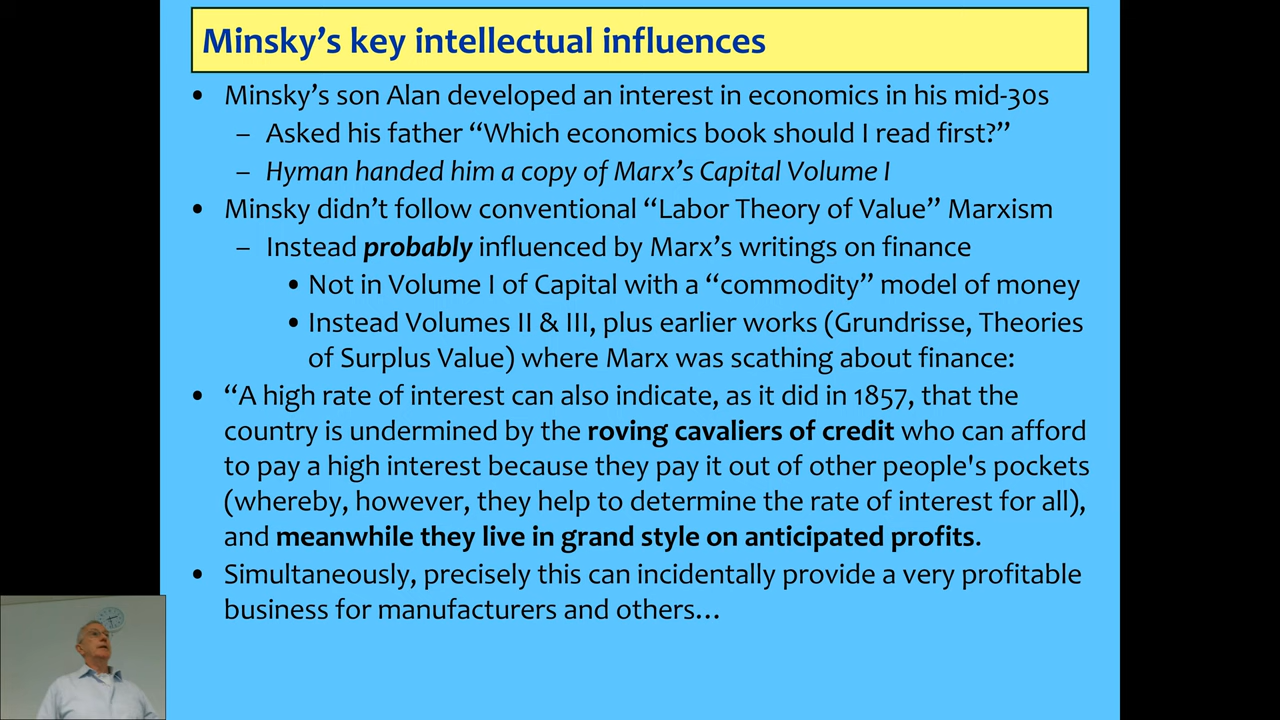 Minsky’s key intellectual influences
• Minsky’s son Alan developed an interest in economics in his mid-30s
– Asked his father “Which economics book should I read first?”
– Hyman handed him a copy of Marx’s Capital Volume I
• Minsky didn’t follow conventional “Labor Theory of Value” Marxism
– Instead probably influenced by Marx’s writings on finance
• Not in Volume I of Capital with a “commodity” model of money
• Instead Volumes II & III, plus earlier works (Grundrisse, Theories
of Surplus Value) where Marx was scathing about finance:
• “A high rate of interest can also indicate, as it did in 1857, that the
country is undermined by the roving cavaliers of credit who can afford
to pay a high interest because they pay it out of other people's pockets
(whereby, however, they help to determine the rate of interest for all),
and meanwhile they live in grand style on anticipated profits.
• Simultaneously, precisely this can incidentally provide a very profitable
business for manufacturers and others…